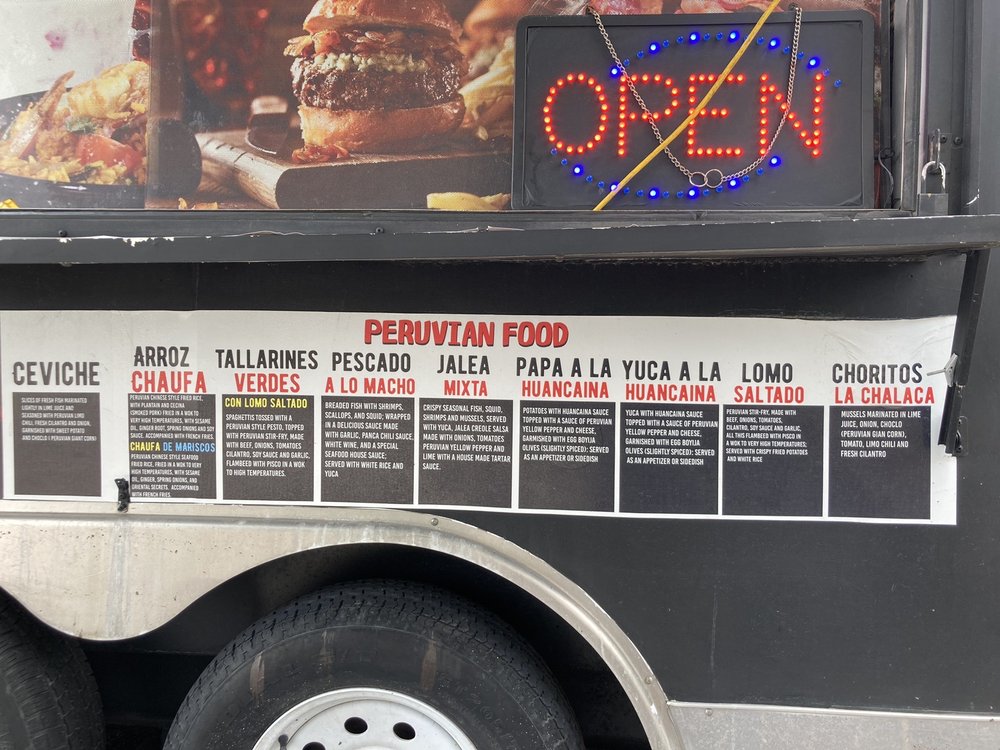 OPEN
PERUVIAN FOOD
CEVICHE
SLICES OF FRESH FISH MARINATED
LIGHTLY IN LIME JUICE AND
SEASONED WITH PERUVIAN LIMO
CHILI, FRESH CILANTRO AND ONION,
GARNISHED WITH SWEET POTATO
AND CHOCLO ( PERUVIAN GIANT CORN)
ARROZ
CHAUFA
PERUVIAN CHINESE STYLE FRIED RICE,
WITH PLANTAIN AND CECINA
(SMOKED PORK) FRIED IN A WOK TO
VERY HIGH TEMPERATURES, WITH SESAME
OIL, GINGER ROOT, SPRING ONIONS AND SOY
SAUCE. ACCOMPANIED WITH FRENCH FRIES.
CHAUFA DE MARISCOS
PERUVIAN CHINESE STYLE SEAFOOD
FRIED RICE, FRIED IN A WOK TO VERY
HIGH TEMPERATURES, WITH SESAME
OIL, GINGER, SPRING ONIONS, AND
ORIENTAL SECRETS. ACCOMPANIED
WITH FRENCH FRIES.
TALLARINES
VERDES
CON LOMO SALTADO
SPAGHETTIS TOSSED WITH A
PERUVIAN STYLE PESTO, TOPPED
WITH PERUVIAN STIR-FRY, MADE
WITH BEEF, ONIONS, TOMATOES
CILANTRO, SOY SAUCE AND GARLIC,
FLAMBEED WITH PISCO IN A WOK
TO HIGH TEMPERATURES.
PESCADO
A LO MACHO
BREADED FISH WITH SHRIMPS,
SCALLOPS, AND SQUID; WRAPPED
IN A DELICIOUS SAUCE MADE
WITH GARLIC, PANCA CHILI SAUCE,
WHITE WINE, AND A SPECIAL
SEAFOOD HOUSE SAUCE;
SERVED WITH WHITE RICE AND
YUCA
JALEA
MIXTA
CRISPY SEASONAL FISH, SQUID,
SHRIMPS AND MUSSELS. SERVED
WITH YUCA, JALEA CREOLE SALSA
MADE WITH ONIONS, TOMATOES
PERUVIAN YELLOW PEPPER AND
LIME WITH A HOUSE MADE TARTAR
SAUCE.
PAPA A LA
HUANCAINA
POTATOES WITH HUANCAINA SAUCE
TOPPED WITH A SAUCE OF PERUVIAN
YELLOW PEPPER AND CHEESE.
GARMISHED WITH EGG BOYIJA
OLIVES (SLIGHTLY SPICED); SERVED
AS AN APPETIZER OR SIDEDISH
YUCA A LA
HUANCAINA
YUCA WITH HUANCAINA SAUCE
TOPPED WITH A SAUCE OF PERUVIAN
YELLOW PEPPER AND CHEESE.
GARNISHED WITH EGG BOYIJA
OLIVES (SLIGHTLY SPICED); SERVED
AS AN APPETIZER OR SIDEDISH
LOMO
SALTADO
PERUVIAN STIR-FRY, MADE WITH
BEEF, ONIONS, TOMATOES,
CILANTRO, SOY SAUCE AND GARLIC,
ALL THIS FLAMBEED WITH PISCO IN
A WOK TO VERY HIGH TEMPERATURES;
SERVED WITH CRISPY FRIED POTATOES
AND WHITE RICE
CHORITOS
LA CHALACA
MUSSELS MARINATED IN LIME
JUICE, ONION, CHOCLO
(PERUVIAN GIAN CORN),
TOMATO, LIMO CHILI AND
FRESH CILANTRO